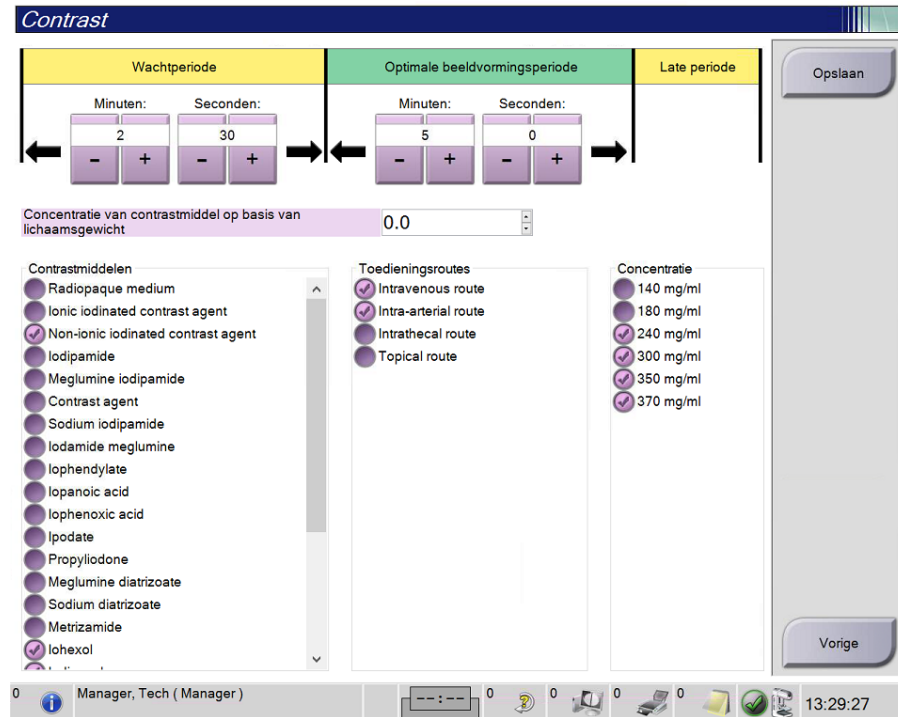 Contrast
Wachtperiode
Optimale beeldvormingsperiode
Late periode
Opslaan
Minuten: Seconden:
2 30
- + - +
Minuten: Seconden:
5 0
- + - +
Concentratie van contrastmiddel op basis van
lichaamsgewicht
0.0
Contrastmiddelen
Radiopaque medium
Ionic iodinated contrast agent
Non-ionic iodinated contrast agent
Iodipamide
Meglumine iodipamide
Contrast agent
Sodium iodipamide
Iodamide meglumine
Iophendylate
Iopanoic acid
Iophenoxic acid
Ipodate
Propyliodone
Meglumine diatrizoate
Sodium diatrizoate
Metrizamide
Iohexol
Toedieningsroutes
Intravenous route
Intra-arterial route
Intrathecal route
Topical route
Concentratie
140 mg/ml
180 mg/ml
240 mg/ml
300 mg/ml
350 mg/ml
370 mg/ml
Vorige
0 Manager, Tech ( Manager ) --:-- 0 0 0 0 13:29:27